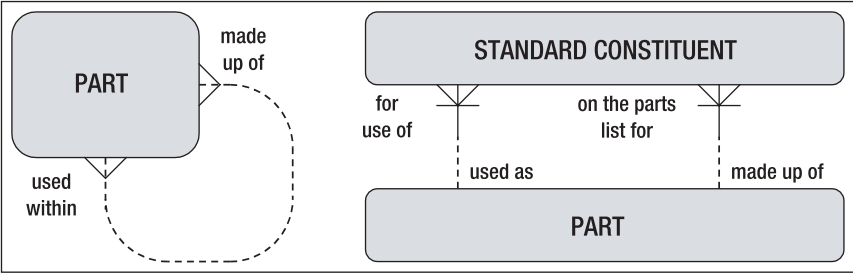 PART
made
up of
used
within
STANDARD CONSTITUENT
for
use of
on the parts
list for
used as
made up of
PART